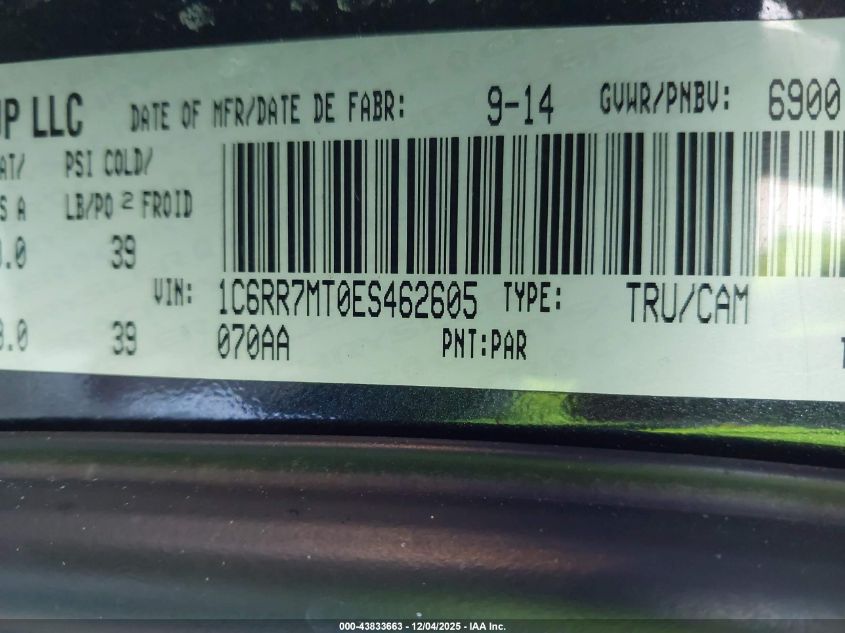 UP LLC DATE OF MFR/DATE DE FABR: 9-14 GVWR/PNBV: 6900
AT/ PSI COLD/
S A LB/PO 2 FROID
.0 39
VIN: 1C6RR7MT0ES462605 TYPE: TRU/CAM
.0 39 070AA PNT:PAR
000-43833663 - 12/04/2025 - IAA Inc.